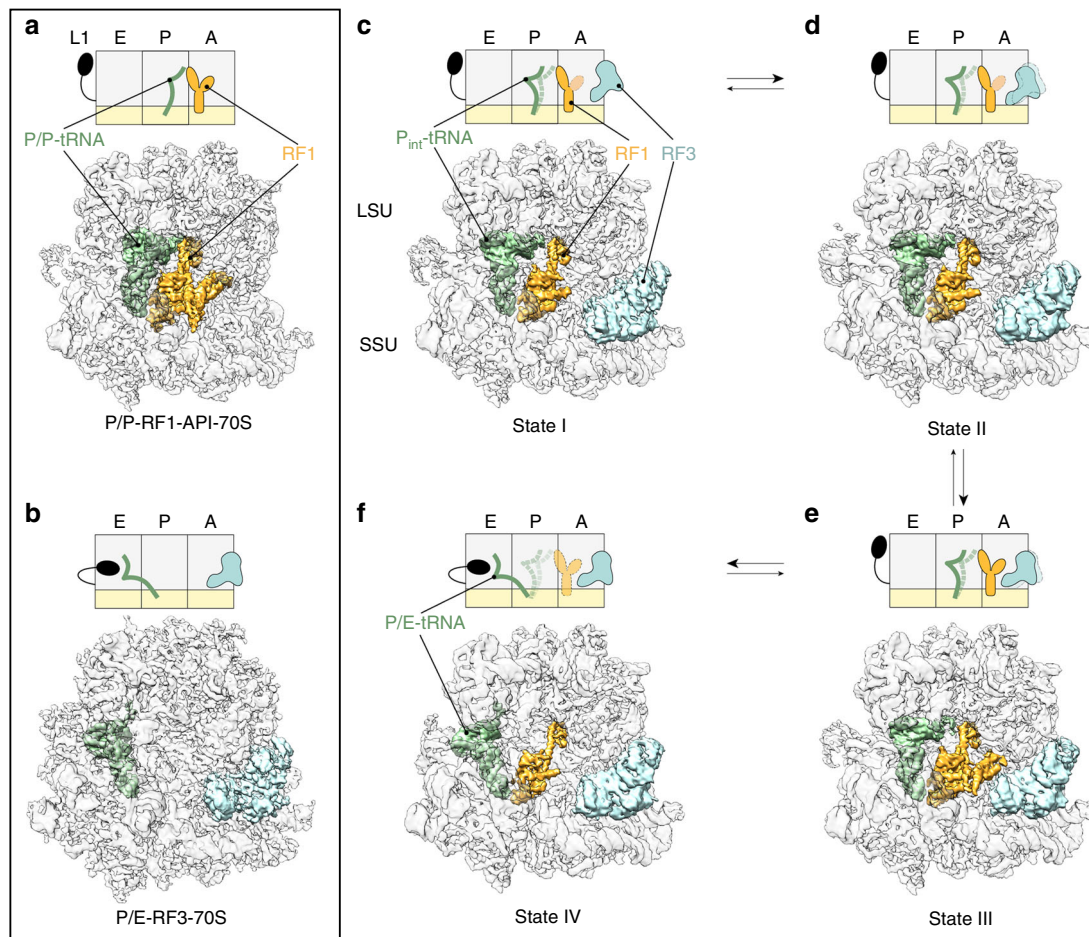 a
L1 E P A
P/P-tRNA
RF1
P/P-RF1-API-70S
b
E P A
P/E-RF3-70S
c
E P A
Pint-tRNA
RF1 RF3
LSU
SSU
State I
d
E P A
State II
f
E P A
P/E-tRNA
State IV
e
E P A
State III